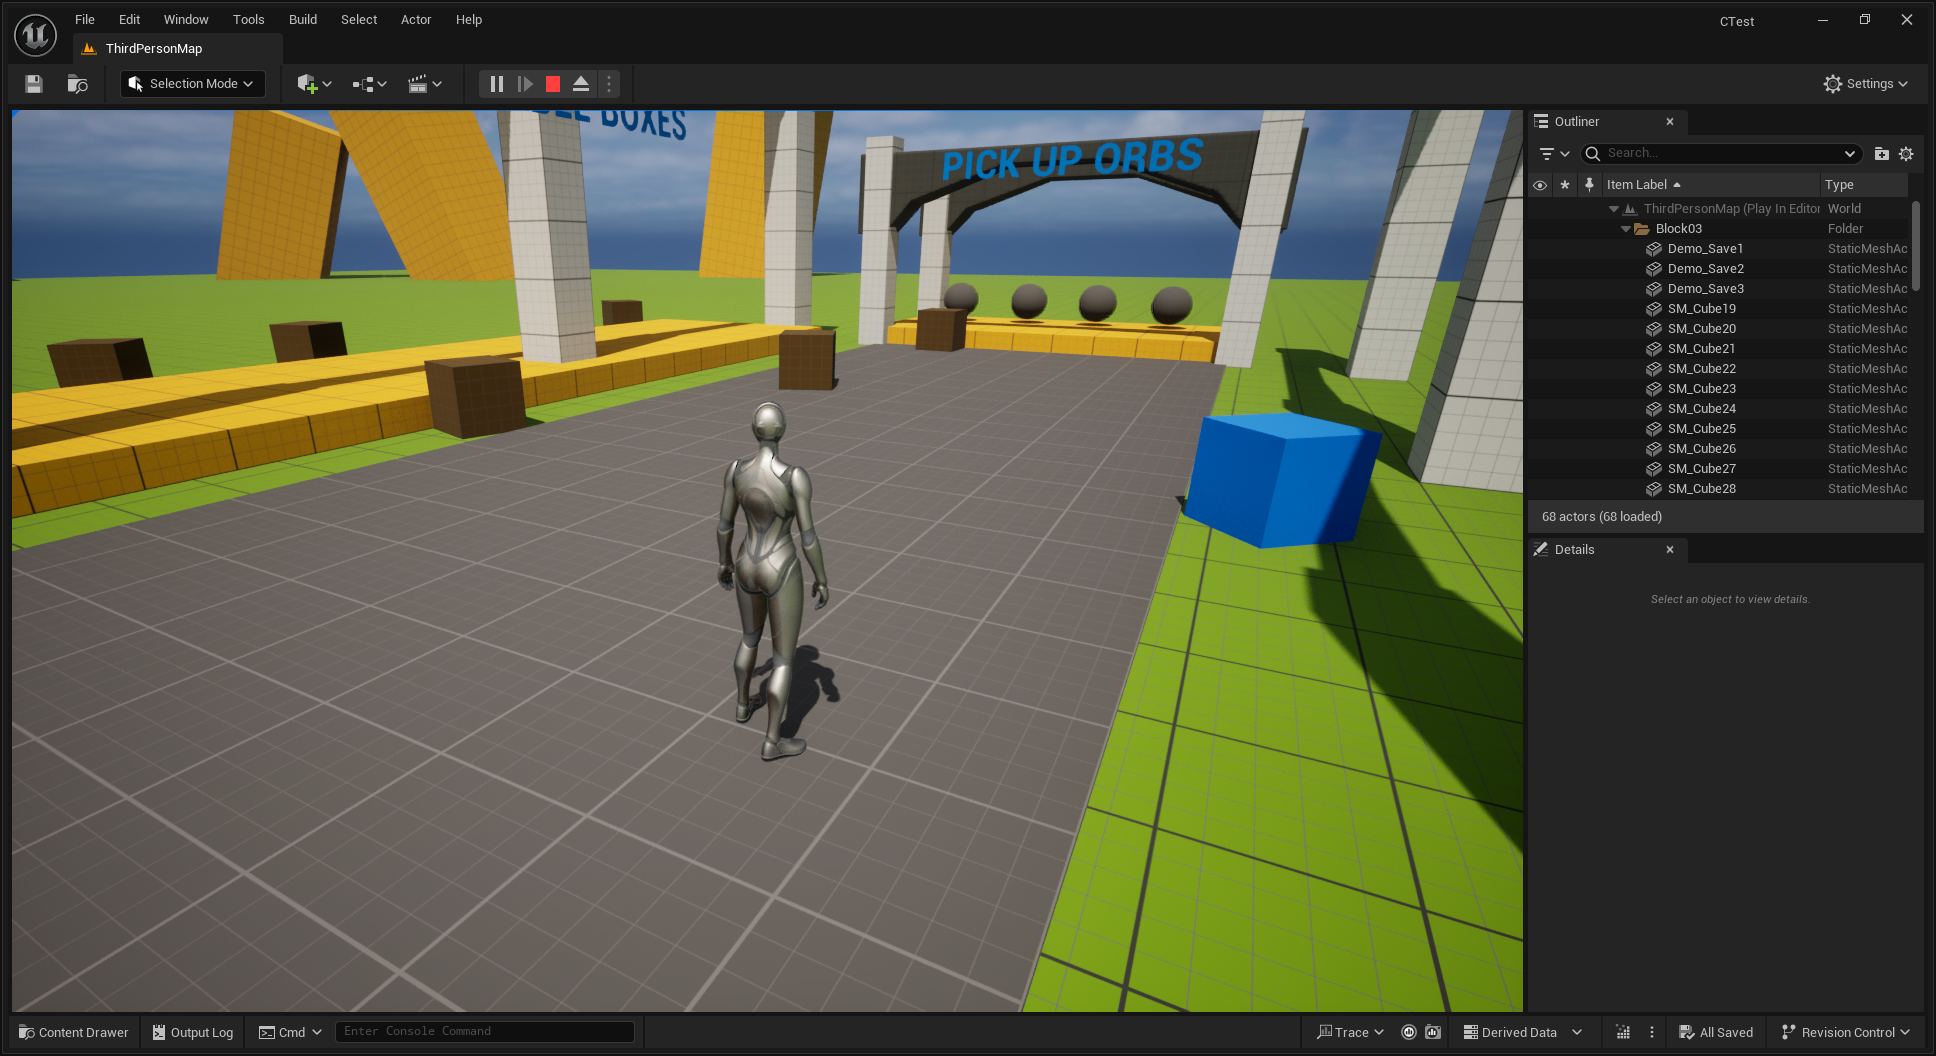 File Edit Window Tools Build Select Actor Help
CTest
ThirdPersonMap
Selection Mode
Settings
BOXES
PICK UP ORBS
Outliner
Search...
Item Label Type
ThirdPersonMap (Play In Editor World
Block03 Folder
Demo_Save1 StaticMeshAc
Demo_Save2 StaticMeshAc
Demo_Save3 StaticMeshAc
SM_Cube19 StaticMeshAc
SM_Cube20 StaticMeshAc
SM_Cube21 StaticMeshAc
SM_Cube22 StaticMeshAc
SM_Cube23 StaticMeshAc
SM_Cube24 StaticMeshAc
SM_Cube25 StaticMeshAc
SM_Cube26 StaticMeshAc
SM_Cube27 StaticMeshAc
SM_Cube28 StaticMeshAc
68 actors (68 loaded)
Details
Select an object to view details.
Content Drawer Output Log Cmd Enter Console Command Trace Derived Data All Saved Revision Control